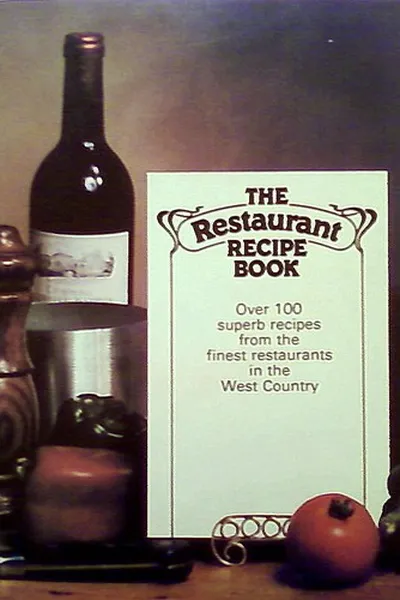 THE
Restaurant
RECIPE
BOOK
Over 100
superb recipes
from the
finest restaurants
in the
West Country